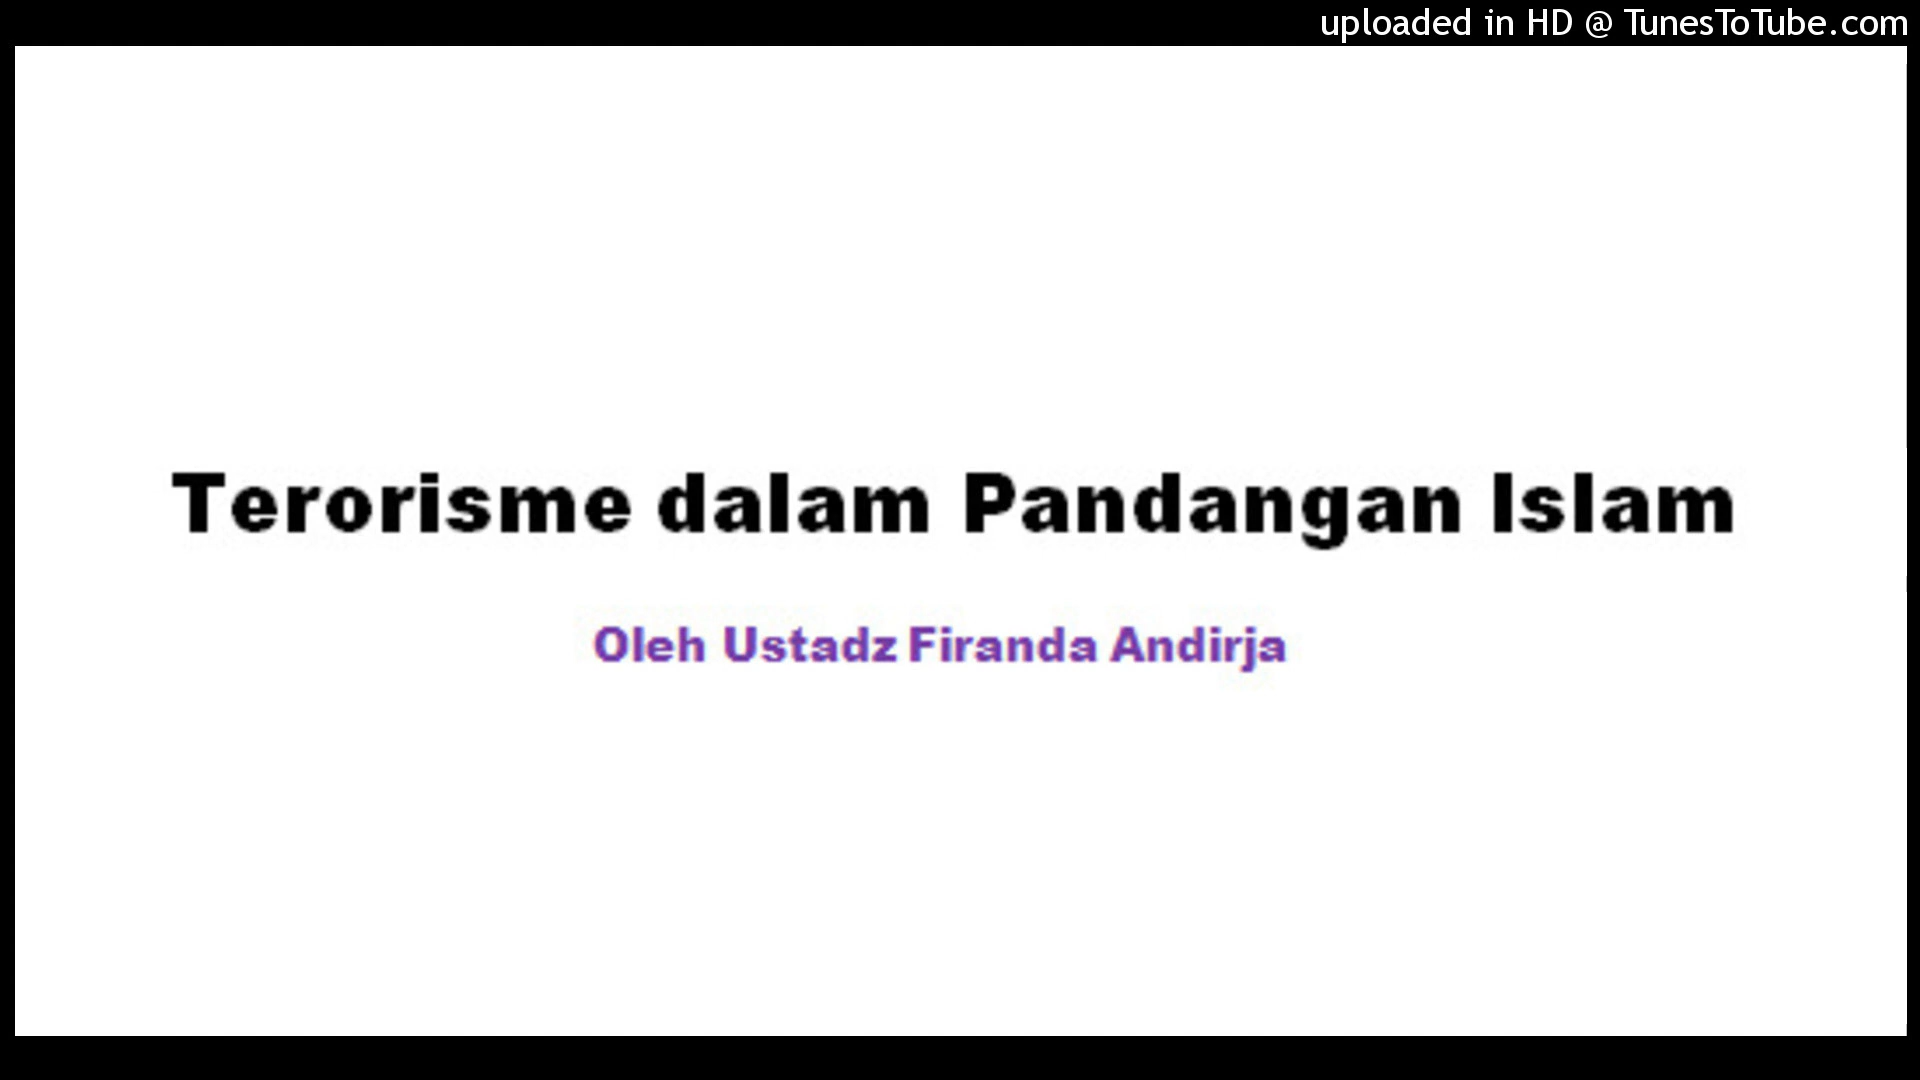 uploaded in HD @ TunesToTube.com
Terorisme dalam Pandangan Islam
Oleh Ustadz Firanda Andirja